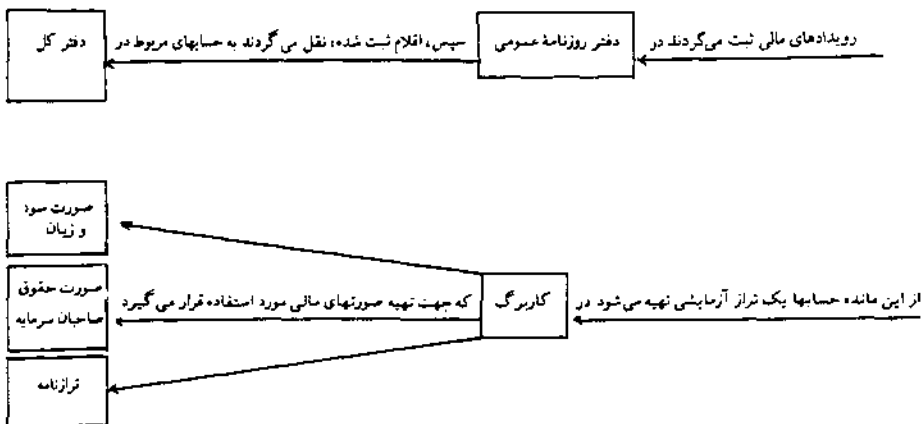 رویدادهای مالی ثبت می‌گردند در
دفتر روزنامهٔ عمومی
سپس، اقلام ثبت شده، نقل می گردند به حسابهای مربوط در
دفتر کل
از این مانده حسابها یک تراز آزمایشی تهیه می‌شود در
کاربرگ
که جهت تهیه صورتهای مالی مورد استفاده قرار می گیرد
صورت سود
و زیان
صورت حقوق
صاحبان سرمایه
ترازنامه